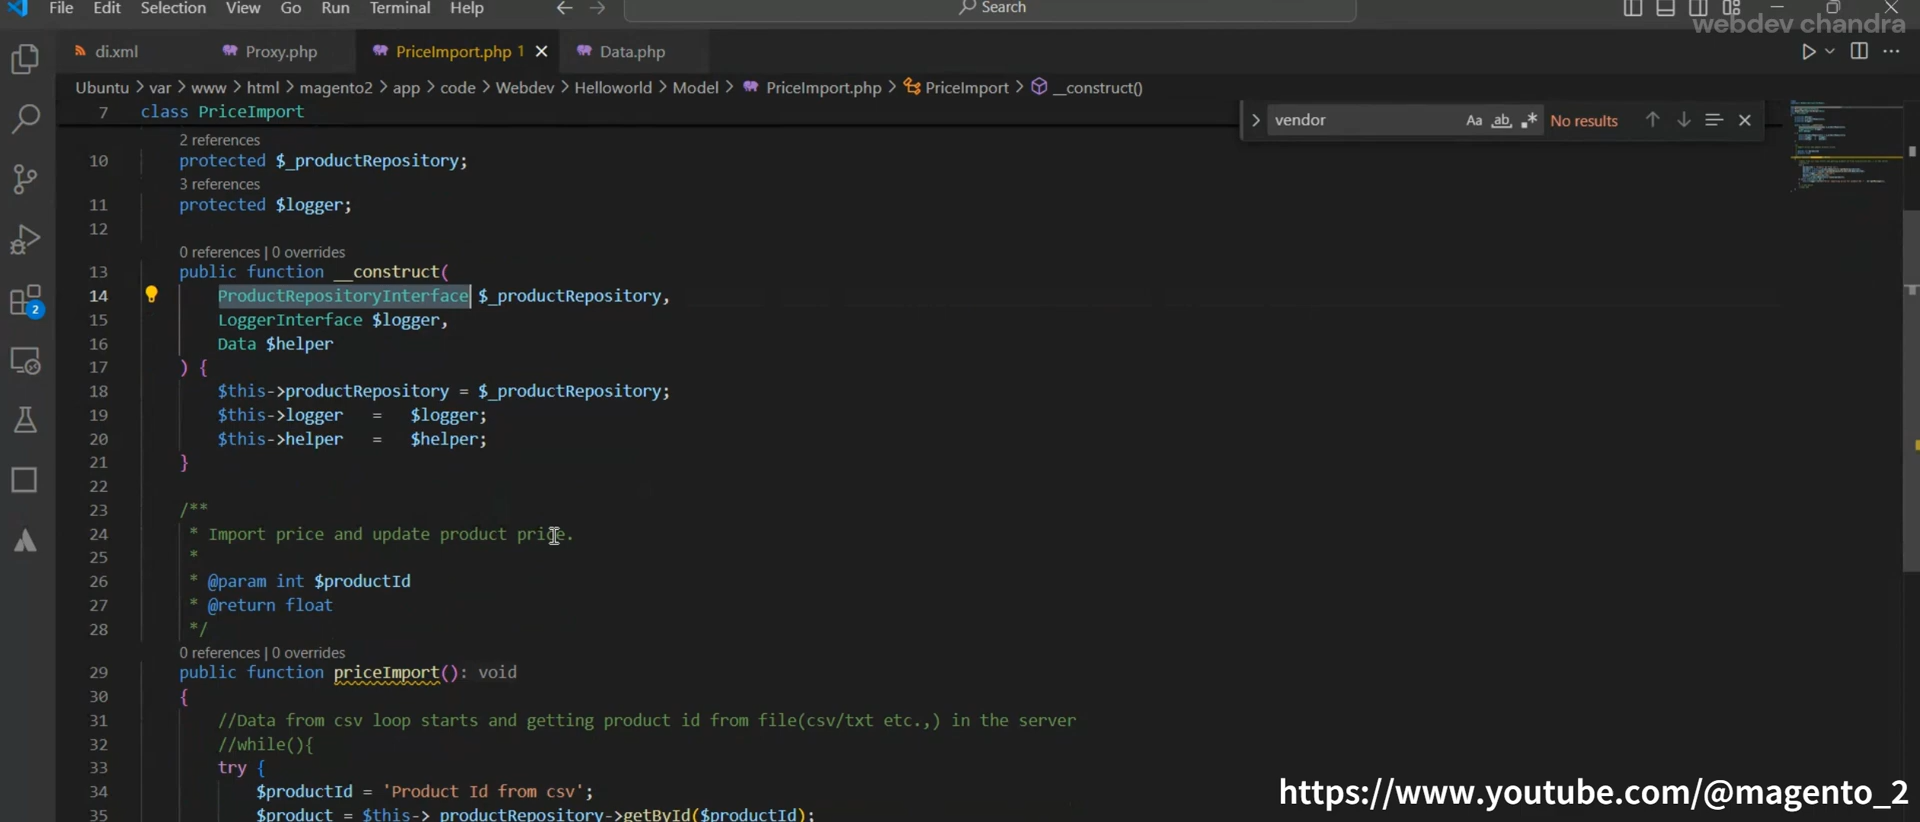 File Edit Selection View Go Run Terminal Help Search
webdev chandra
di.xml Proxy.php PriceImport.php 1 Data.php
Ubuntu > var > www > html > magento2 > app > code > Webdev > Helloworld > Model > PriceImport.php > PriceImport > __construct()
7 class PriceImport
vendor Aa ab No results
2 references
10 protected $_productRepository;
3 references
11 protected $logger;
12
0 references | 0 overrides
13 public function __construct(
14 ProductRepositoryInterface $_productRepository,
15 LoggerInterface $logger,
16 Data $helper
17 ) {
18 $this->productRepository = $_productRepository;
19 $this->logger = $logger;
20 $this->helper = $helper;
21 }
22
23 /**
24 * Import price and update product price.
25 *
26 * @param int $productId
27 * @return float
28 */
0 references | 0 overrides
29 public function priceImport(): void
30 {
31 //Data from csv loop starts and getting product id from file(csv/txt etc.,) in the server
32 //while(){
33 try {
34 $productId = 'Product Id from csv';
35 $product = $this->_productRepository->getById($productId);
2
https://www.youtube.com/@magento_2